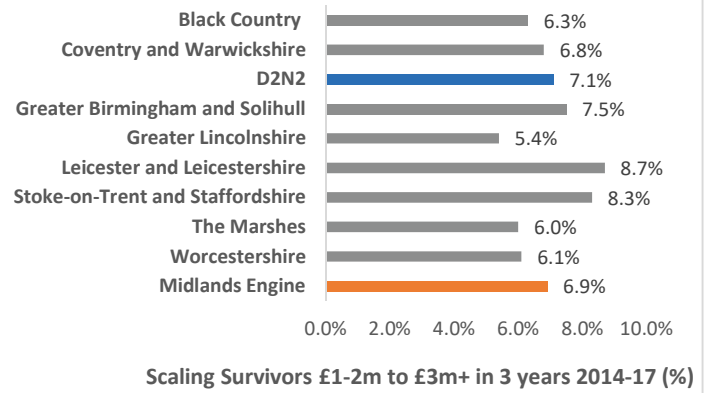 Black Country 6.3%
Coventry and Warwickshire 6.8%
D2N2 7.1%
Greater Birmingham and Solihull 7.5%
Greater Lincolnshire 5.4%
Leicester and Leicestershire 8.7%
Stoke-on-Trent and Staffordshire 8.3%
The Marshes 6.0%
Worcestershire 6.1%
Midlands Engine 6.9%
0.0% 2.0% 4.0% 6.0% 8.0% 10.0%
Scaling Survivors £1-2m to £3m+ in 3 years 2014-17 (%)